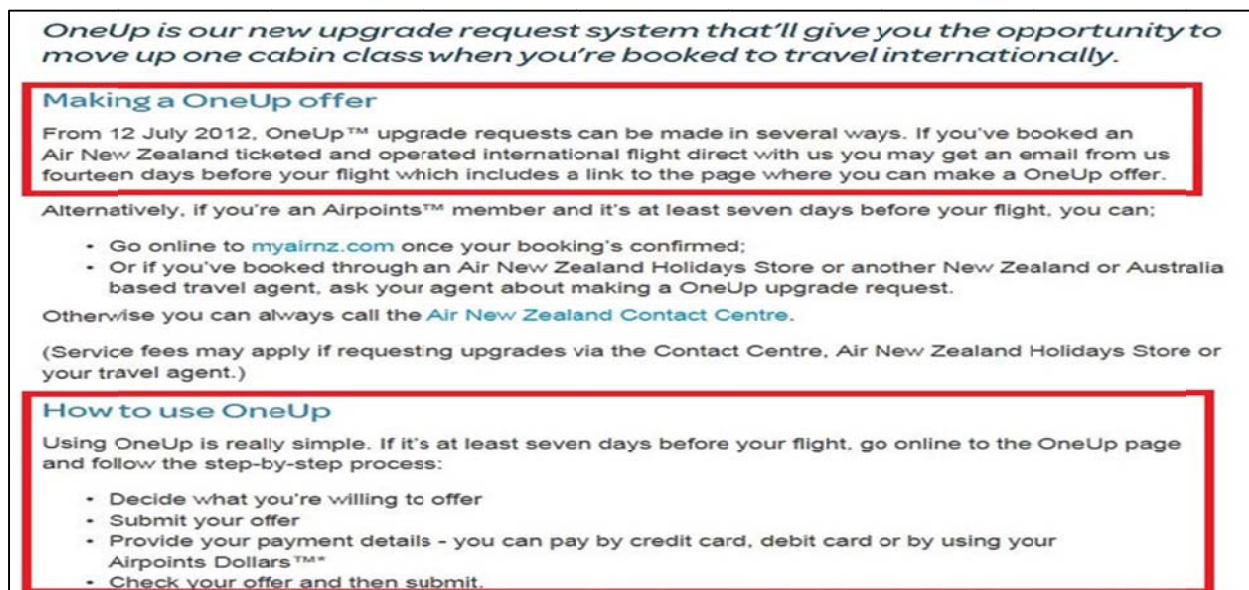 OneUp is our new upgrade request system that'll give you the opportunity to
move up one cabin class when you're booked to travel internationally.
Making a OneUp offer
From 12 July 2012, OneUp™ upgrade requests can be made in several ways. If you've booked an
Air New Zealand ticketed and operated international flight direct with us you may get an email from us
fourteen days before your flight which includes a link to the page where you can make a OneUp offer.
Alternatively, if you're an Airpoints™ member and it's at least seven days before your flight, you can;
• Go online to myairnz.com once your booking's confirmed;
• Or if you've booked through an Air New Zealand Holidays Store or another New Zealand or Australia
based travel agent, ask your agent about making a OneUp upgrade request.
Otherwise you can always call the Air New Zealand Contact Centre.
(Service fees may apply if requesting upgrades via the Contact Centre, Air New Zealand Holidays Store or
your travel agent.)
How to use OneUp
Using OneUp is really simple. If it's at least seven days before your flight, go online to the OneUp page
and follow the step-by-step process:
• Decide what you're willing to offer
• Submit your offer
• Provide your payment details - you can pay by credit card, debit card or by using your
Airpoints Dollars™*
• Check your offer and then submit.